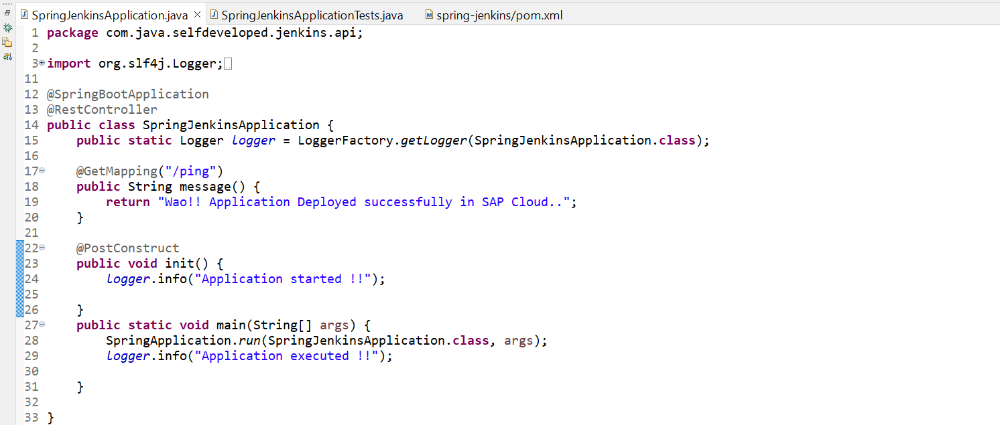 SpringJenkinsApplication.java SpringJenkinsApplicationTests.java spring-jenkins/pom.xml
1 package com.java.selfdeveloped.jenkins.api;
2
3 import org.slf4j.Logger;
11
12 @SpringBootApplication
13 @RestController
14 public class SpringJenkinsApplication {
15     public static Logger logger = LoggerFactory.getLogger(SpringJenkinsApplication.class);
16
17     @GetMapping("/ping")
18     public String message() {
19         return "Wao!! Application Deployed successfully in SAP Cloud..";
20     }
21
22     @PostConstruct
23     public void init() {
24         logger.info("Application started !!");
25
26     }
27     public static void main(String[] args) {
28         SpringApplication.run(SpringJenkinsApplication.class, args);
29         logger.info("Application executed !!");
30
31     }
32
33 }